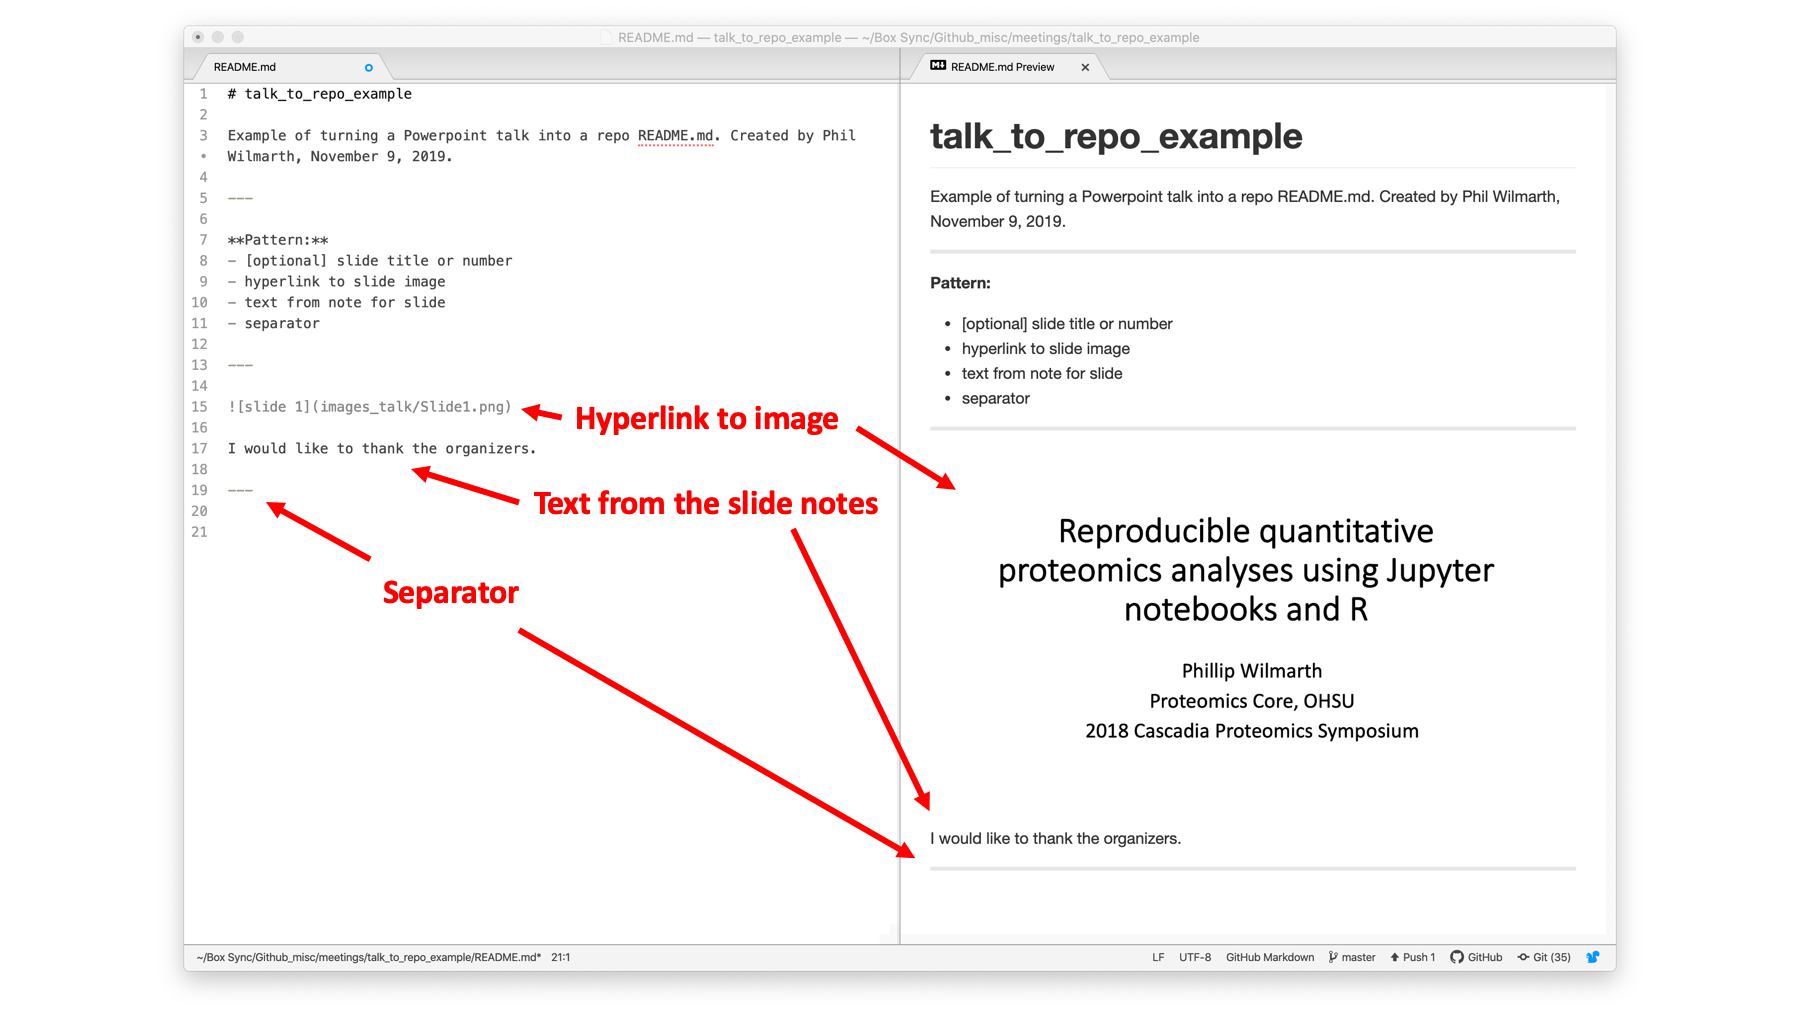 README.md — talk_to_repo_example — ~/Box Sync/Github_misc/meetings/talk_to_repo_example
README.md
1 # talk_to_repo_example
2
3 Example of turning a Powerpoint talk into a repo README.md. Created by Phil
• Wilmarth, November 9, 2019.
4
5 ---
6
7 **Pattern:**
8 - [optional] slide title or number
9 - hyperlink to slide image
10 - text from note for slide
11 - separator
12
13 ---
14
15 ![slide 1](images_talk/Slide1.png)
16
17 I would like to thank the organizers.
18
19 ---
20
21
Hyperlink to image
Text from the slide notes
Separator
M↓ README.md Preview ×
talk_to_repo_example
Example of turning a Powerpoint talk into a repo README.md. Created by Phil Wilmarth,
November 9, 2019.
Pattern:
• [optional] slide title or number
• hyperlink to slide image
• text from note for slide
• separator
Reproducible quantitative
proteomics analyses using Jupyter
notebooks and R
Phillip Wilmarth
Proteomics Core, OHSU
2018 Cascadia Proteomics Symposium
I would like to thank the organizers.
~/Box Sync/Github_misc/meetings/talk_to_repo_example/README.md* 21:1
LF UTF-8 GitHub Markdown master Push 1 GitHub Git (35)